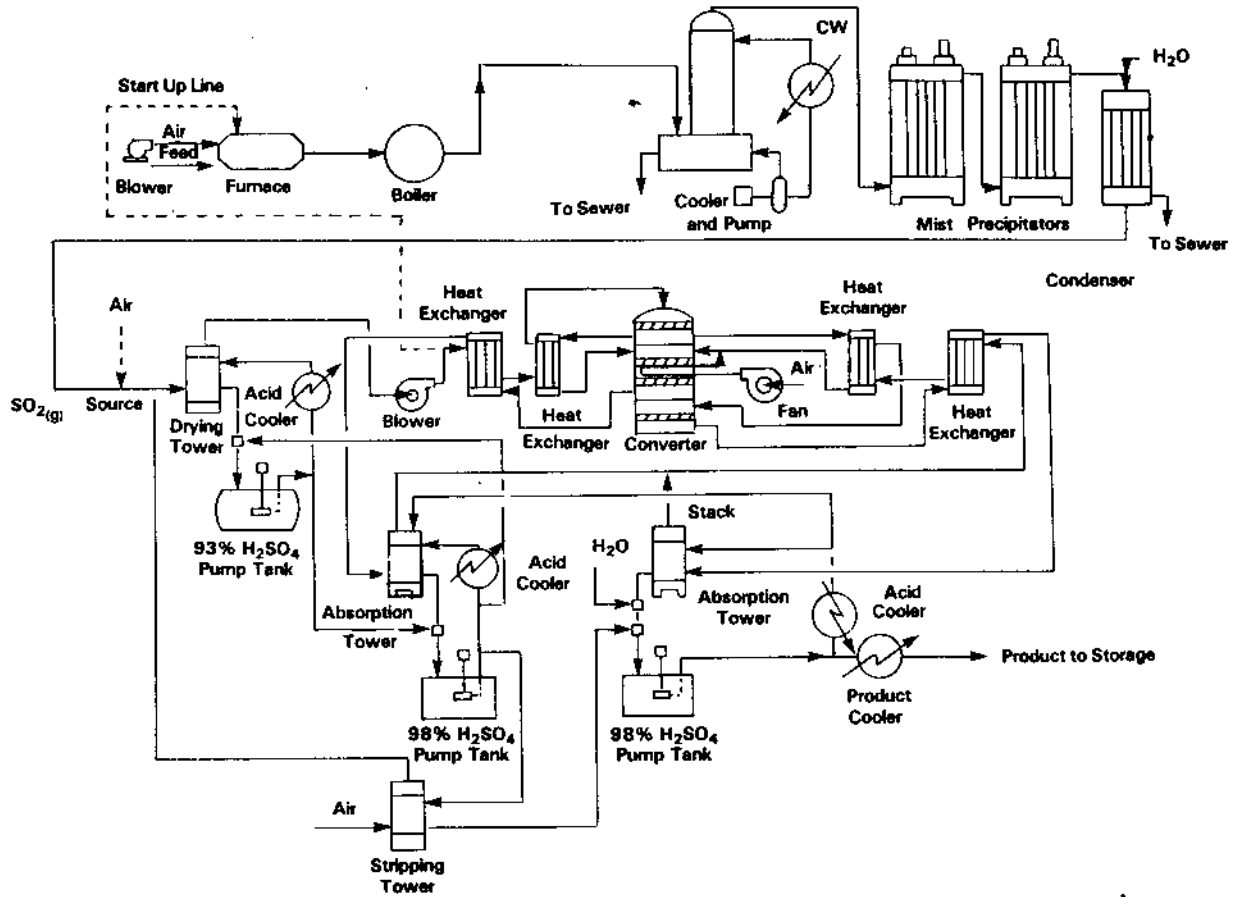 CW
H₂O
Start Up Line
Air
Feed
Blower
Furnace
Boiler
To Sewer
Cooler
and Pump
Mist Precipitators
To Sewer
Condenser
Air
Heat
Exchanger
Heat
Exchanger
SO₂(g)
Source
Acid
Cooler
Drying
Tower
Blower
Heat
Exchanger
Converter
Air
Fan
Heat
Exchanger
93% H₂SO₄
Pump Tank
Stack
H₂O
Acid
Cooler
Absorption
Tower
Absorption
Tower
Acid
Cooler
Product to Storage
Product
Cooler
98% H₂SO₄
Pump Tank
98% H₂SO₄
Pump Tank
Air
Stripping
Tower